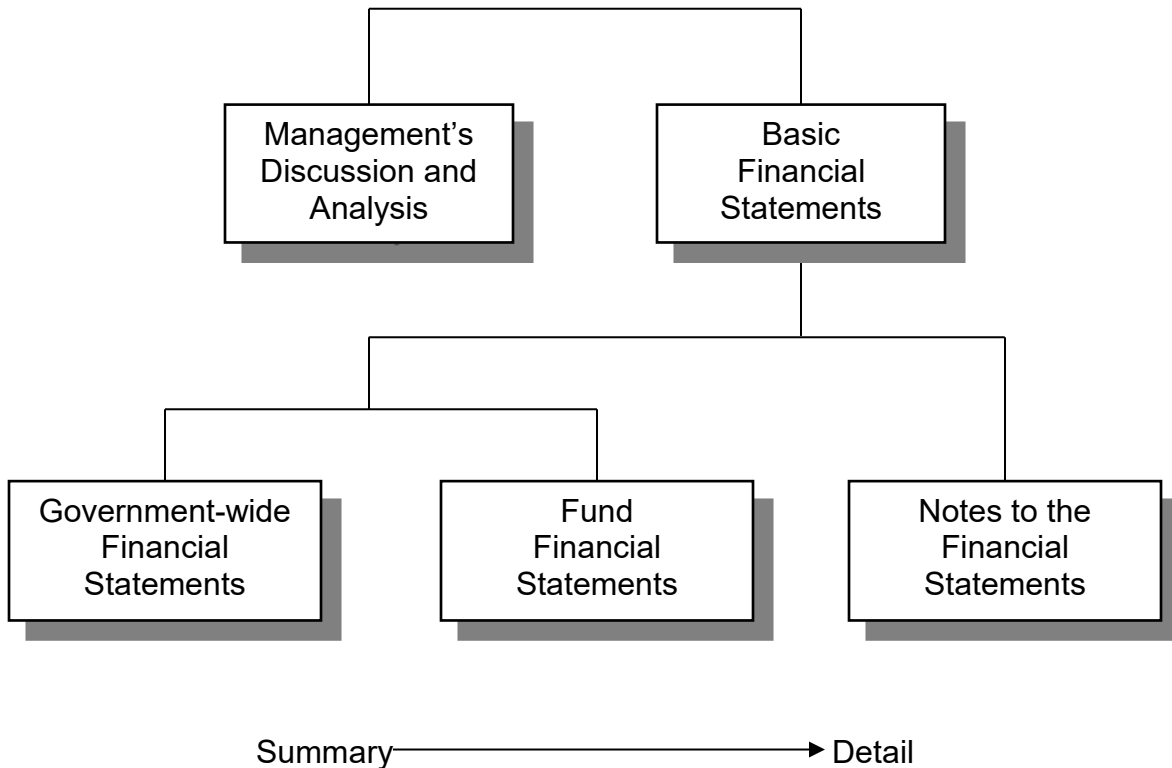 Management’s
Discussion and
Analysis
Basic
Financial
Statements
Government-wide
Financial
Statements
Fund
Financial
Statements
Notes to the
Financial
Statements
Summary
Detail